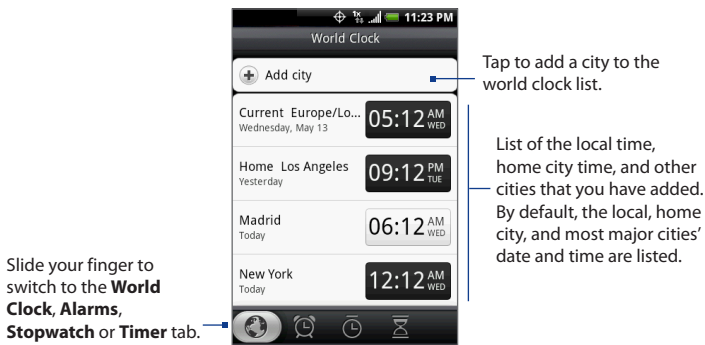 1x
11:23 PM
World Clock
Add city
Current Europe/Lo...
Wednesday, May 13
05:12 AM WED
Home Los Angeles
Yesterday
09:12 PM TUE
Madrid
Today
06:12 AM WED
New York
Today
12:12 AM WED
Tap to add a city to the
world clock list.
List of the local time,
home city time, and other
cities that you have added.
By default, the local, home
city, and most major cities’
date and time are listed.
Slide your finger to
switch to the World
Clock, Alarms,
Stopwatch or Timer tab.